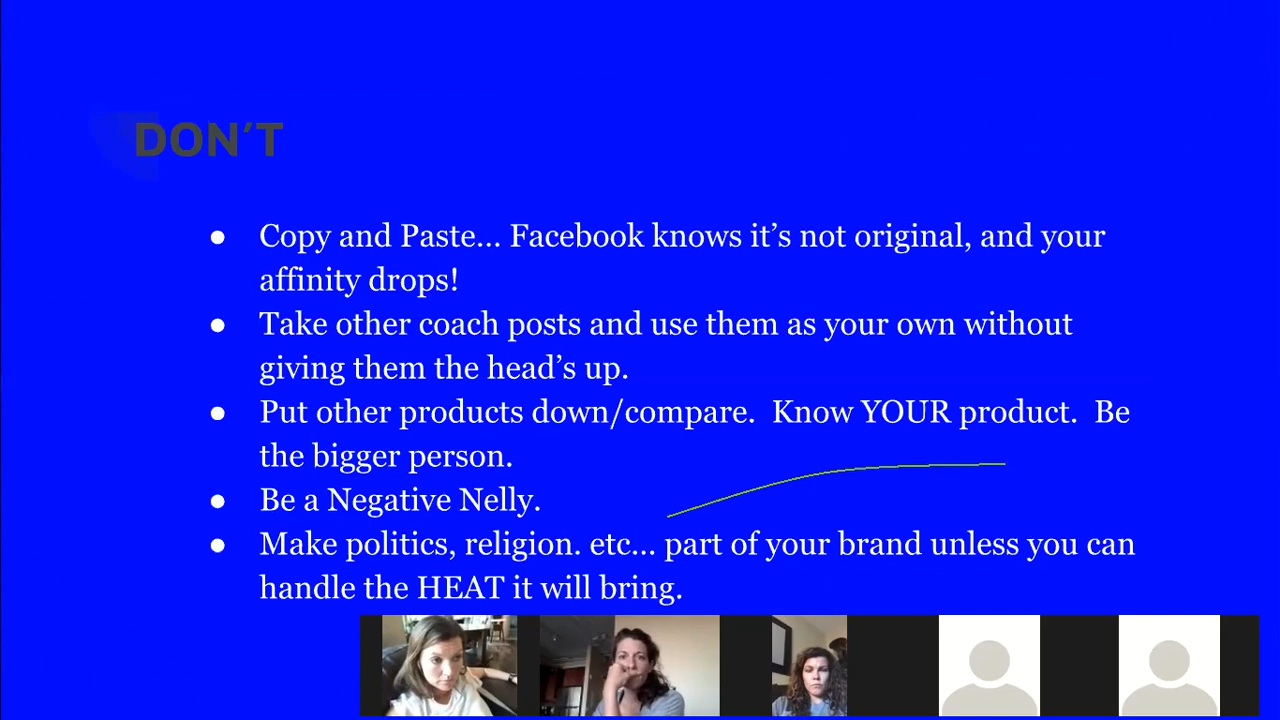 DON'T
● Copy and Paste... Facebook knows it's not original, and your
affinity drops!
● Take other coach posts and use them as your own without
giving them the head's up.
● Put other products down/compare.  Know YOUR product.  Be
the bigger person.
● Be a Negative Nelly.
● Make politics, religion. etc... part of your brand unless you can
handle the HEAT it will bring.